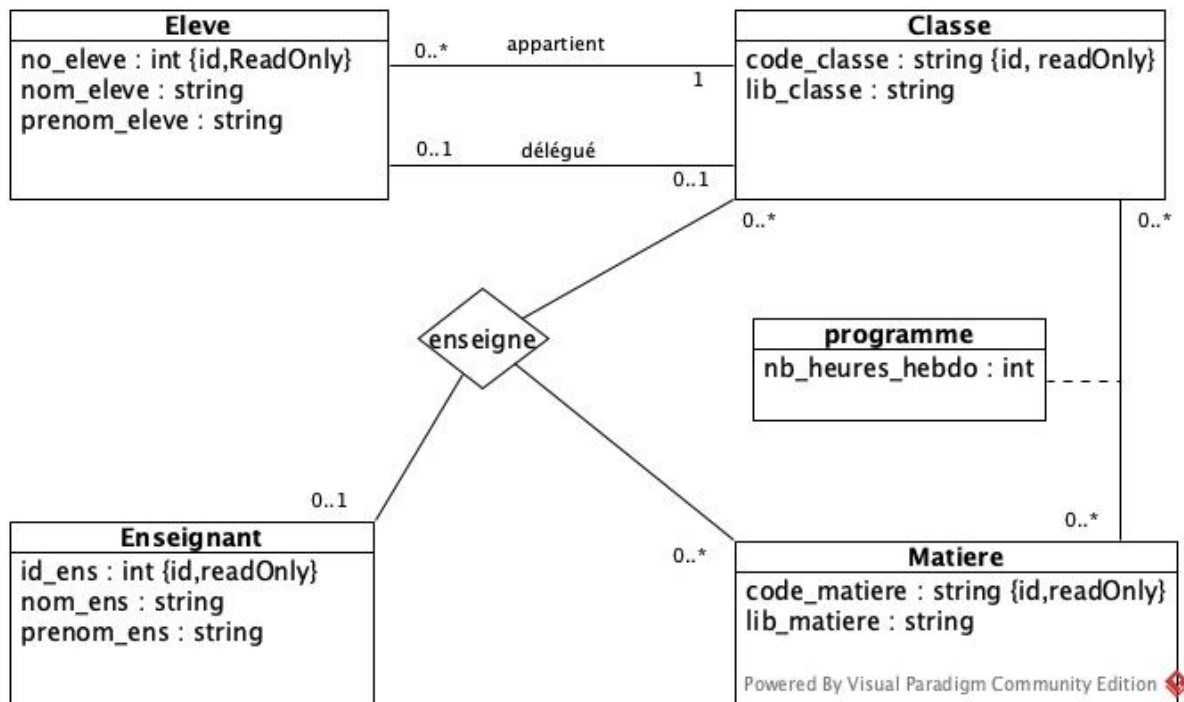 Eleve
no_eleve : int {id,ReadOnly}
nom_eleve : string
prenom_eleve : string
0..*
appartient
1
0..1
délégué
0..1
Classe
code_classe : string {id, readOnly}
lib_classe : string
0..*
0..*
enseigne
programme
nb_heures_hebdo : int
0..1
0..*
0..*
Enseignant
id_ens : int {id,readOnly}
nom_ens : string
prenom_ens : string
Matiere
code_matiere : string {id,readOnly}
lib_matiere : string
Powered By Visual Paradigm Community Edition